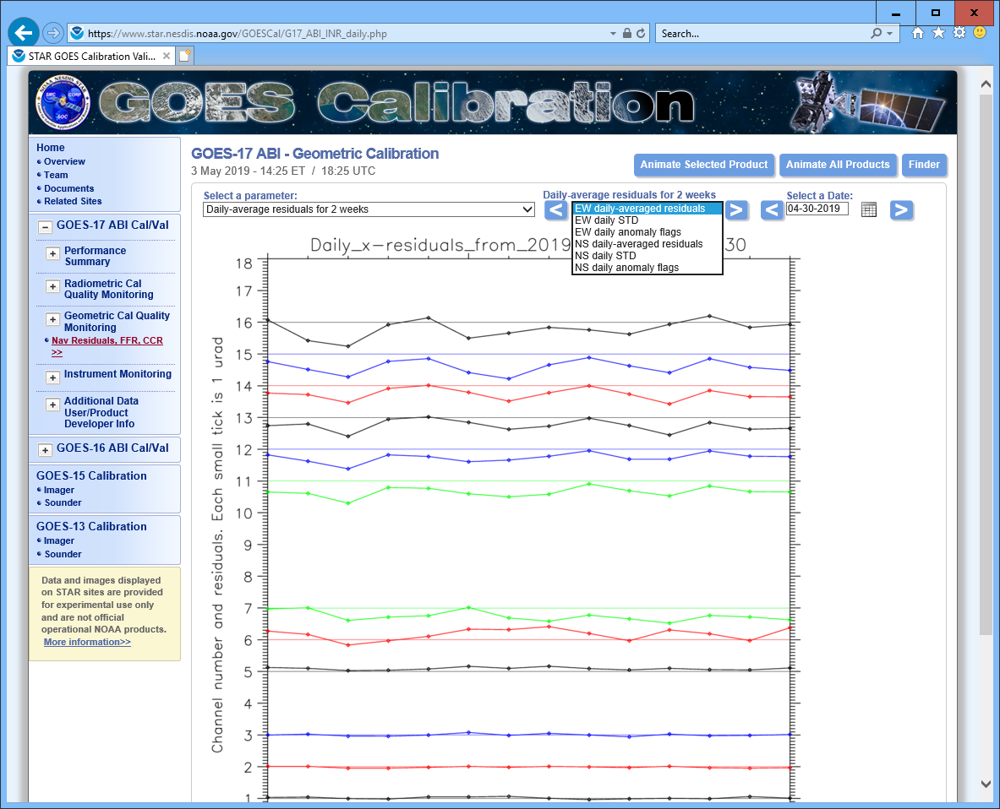 https://www.star.nesdis.noaa.gov/GOESCal/G17_ABI_INR_daily.php
Search...
STAR GOES Calibration Vali...
GOES Calibration
Home
Overview
Team
Documents
Related Sites
GOES-17 ABI Cal/Val
Performance
Summary
Radiometric Cal
Quality Monitoring
Geometric Cal Quality
Monitoring
Nav Residuals, FFR, CCR
>>
Instrument Monitoring
Additional Data
User/Product
Developer Info
GOES-16 ABI Cal/Val
GOES-15 Calibration
Imager
Sounder
GOES-13 Calibration
Imager
Sounder
Data and images displayed
on STAR sites are provided
for experimental use only
and are not official
operational NOAA products.
More information>>
GOES-17 ABI - Geometric Calibration
3 May 2019 - 14:25 ET / 18:25 UTC
Animate Selected Product
Animate All Products
Finder
Select a parameter:
Daily-average residuals for 2 weeks
Daily-average residuals for 2 weeks
<
EW daily-averaged residuals
EW daily STD
EW daily anomaly flags
NS daily-averaged residuals
NS daily STD
NS daily anomaly flags
>
Select a Date:
<
04-30-2019
>
Daily_x-residuals_from_2019
30
Channel number and residuals. Each small tick is 1 urad
18
17
16
15
14
13
12
11
10
9
8
7
6
5
4
3
2
1